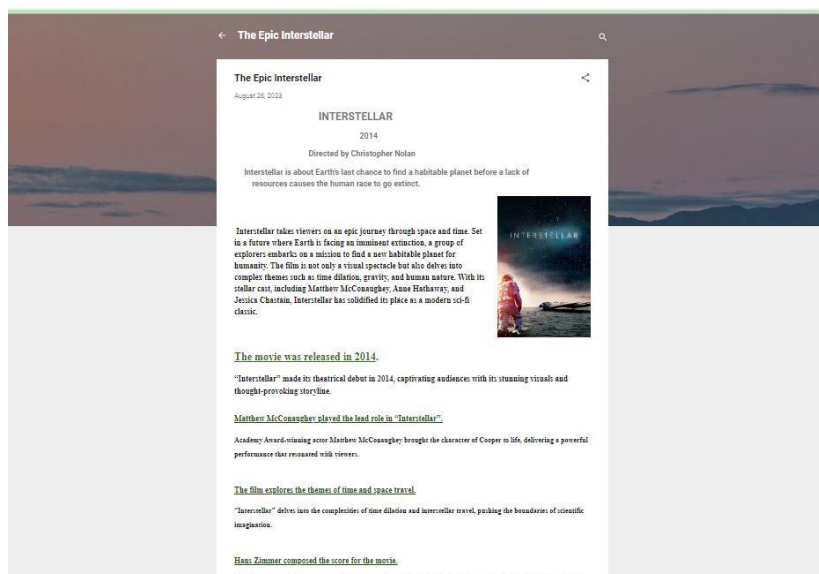 The Epic Interstellar
The Epic Interstellar
August 26, 2023
INTERSTELLAR
2014
Directed by Christopher Nolan
Interstellar is about Earth's last chance to find a habitable planet before a lack of
resources causes the human race to go extinct.
Interstellar takes viewers on an epic journey through space and time. Set
in a future where Earth is facing an imminent extinction, a group of
explorers embarks on a mission to find a new habitable planet for
humanity. The film is not only a visual spectacle but also delves into
complex themes such as time dilation, gravity, and human nature. With its
stellar cast, including Matthew McConaughey, Anne Hathaway, and
Jessica Chastain, Interstellar has solidified its place as a modern sci-fi
classic.
INTERSTELLAR
The movie was released in 2014.
“Interstellar” made its theatrical debut in 2014, captivating audiences with its stunning visuals and
thought-provoking storyline.
Matthew McConaughey played the lead role in “Interstellar”.
Academy Award-winning actor Matthew McConaughey brought the character of Cooper to life, delivering a powerful
performance that resonated with viewers.
The film explores the themes of time and space travel.
“Interstellar” delves into the complexities of time dilation and interstellar travel, pushing the boundaries of scientific
imagination.
Hans Zimmer composed the score for the movie.